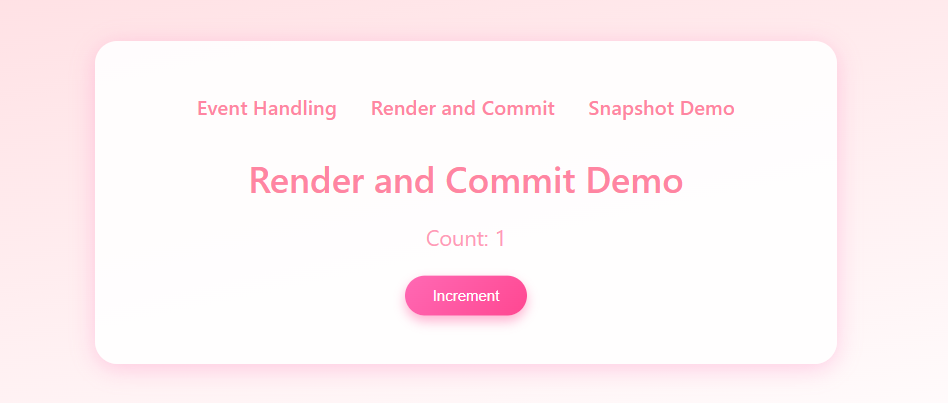 Event Handling Render and Commit Snapshot Demo
Render and Commit Demo
Count: 1
Increment